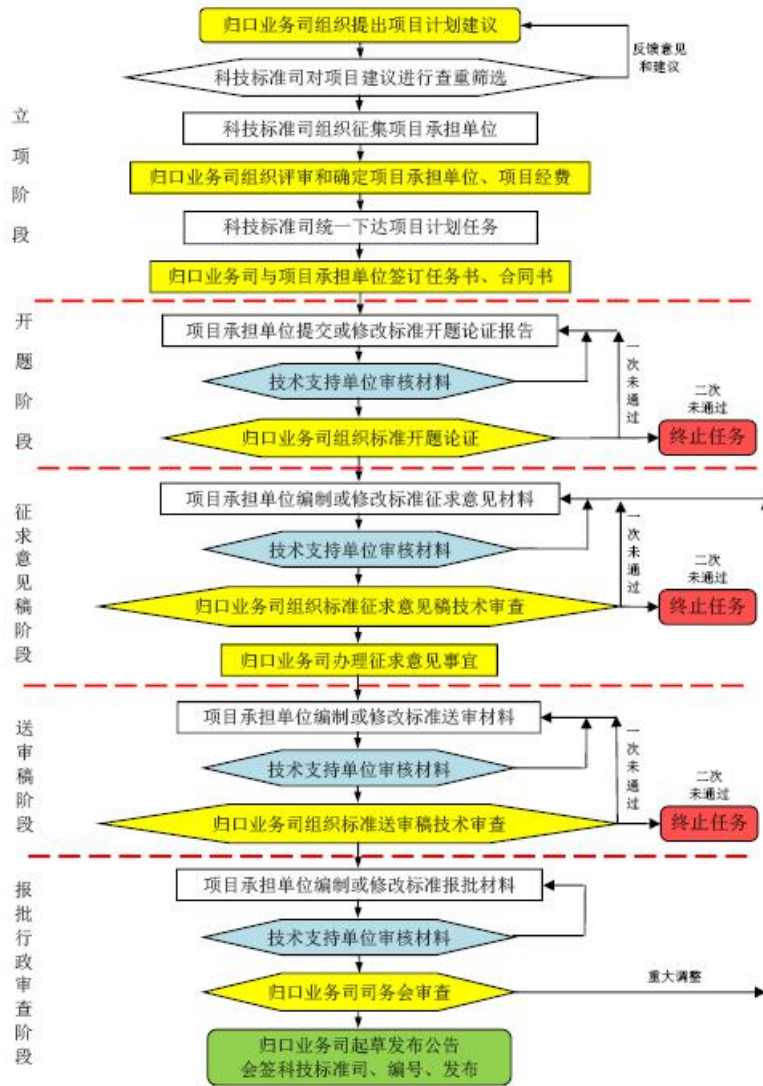 归口业务司组织提出项目计划建议
反馈意见
和建议
科技标准司对项目建议进行查重筛选
立项阶段
科技标准司组织征集项目承担单位
归口业务司组织评审和确定项目承担单位、项目经费
科技标准司统一下达项目计划任务
归口业务司与项目承担单位签订任务书、合同书
开题阶段
项目承担单位提交或修改标准开题论证报告
技术支持单位审核材料
一次未通过
二次
未通过
归口业务司组织标准开题论证
终止任务
征求意见稿阶段
项目承担单位编制或修改标准征求意见材料
技术支持单位审核材料
一次未通过
二次
未通过
归口业务司组织标准征求意见稿技术审查
终止任务
归口业务司办理征求意见事宜
送审稿阶段
项目承担单位编制或修改标准送审材料
技术支持单位审核材料
一次未通过
二次
未通过
归口业务司组织标准送审稿技术审查
终止任务
报批行政审查阶段
项目承担单位编制或修改标准报批材料
技术支持单位审核材料
归口业务司司务会审查
重大调整
归口业务司起草发布公告
会签科技标准司、编号、发布